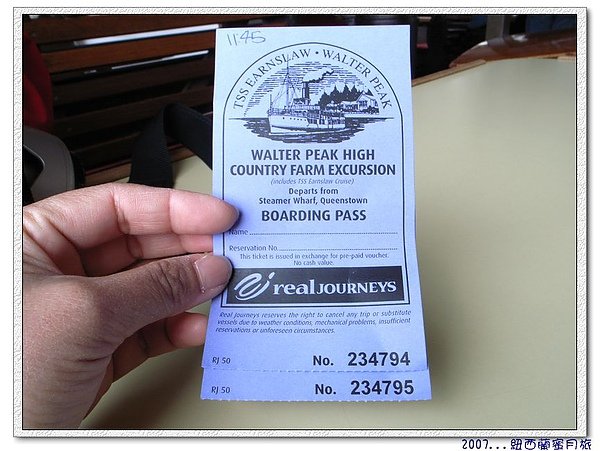 11:45
TSS EARNSLAW · WALTER PEAK
WALTER PEAK HIGH
COUNTRY FARM EXCURSION
(includes TSS Earnslaw Cruise)
Departs from
Steamer Wharf, Queenstown
BOARDING PASS
Name
Reservation No.
This ticket is issued in exchange for pre-paid voucher.
No cash value.
real JOURNEYS
Real Journeys reserves the right to cancel any trip or substitute
vessels due to weather conditions, mechanical problems, insufficient
reservations or unforeseen circumstances.
RJ 50 No. 234794
RJ 50 No. 234795
2007...紐西蘭蜜月旅